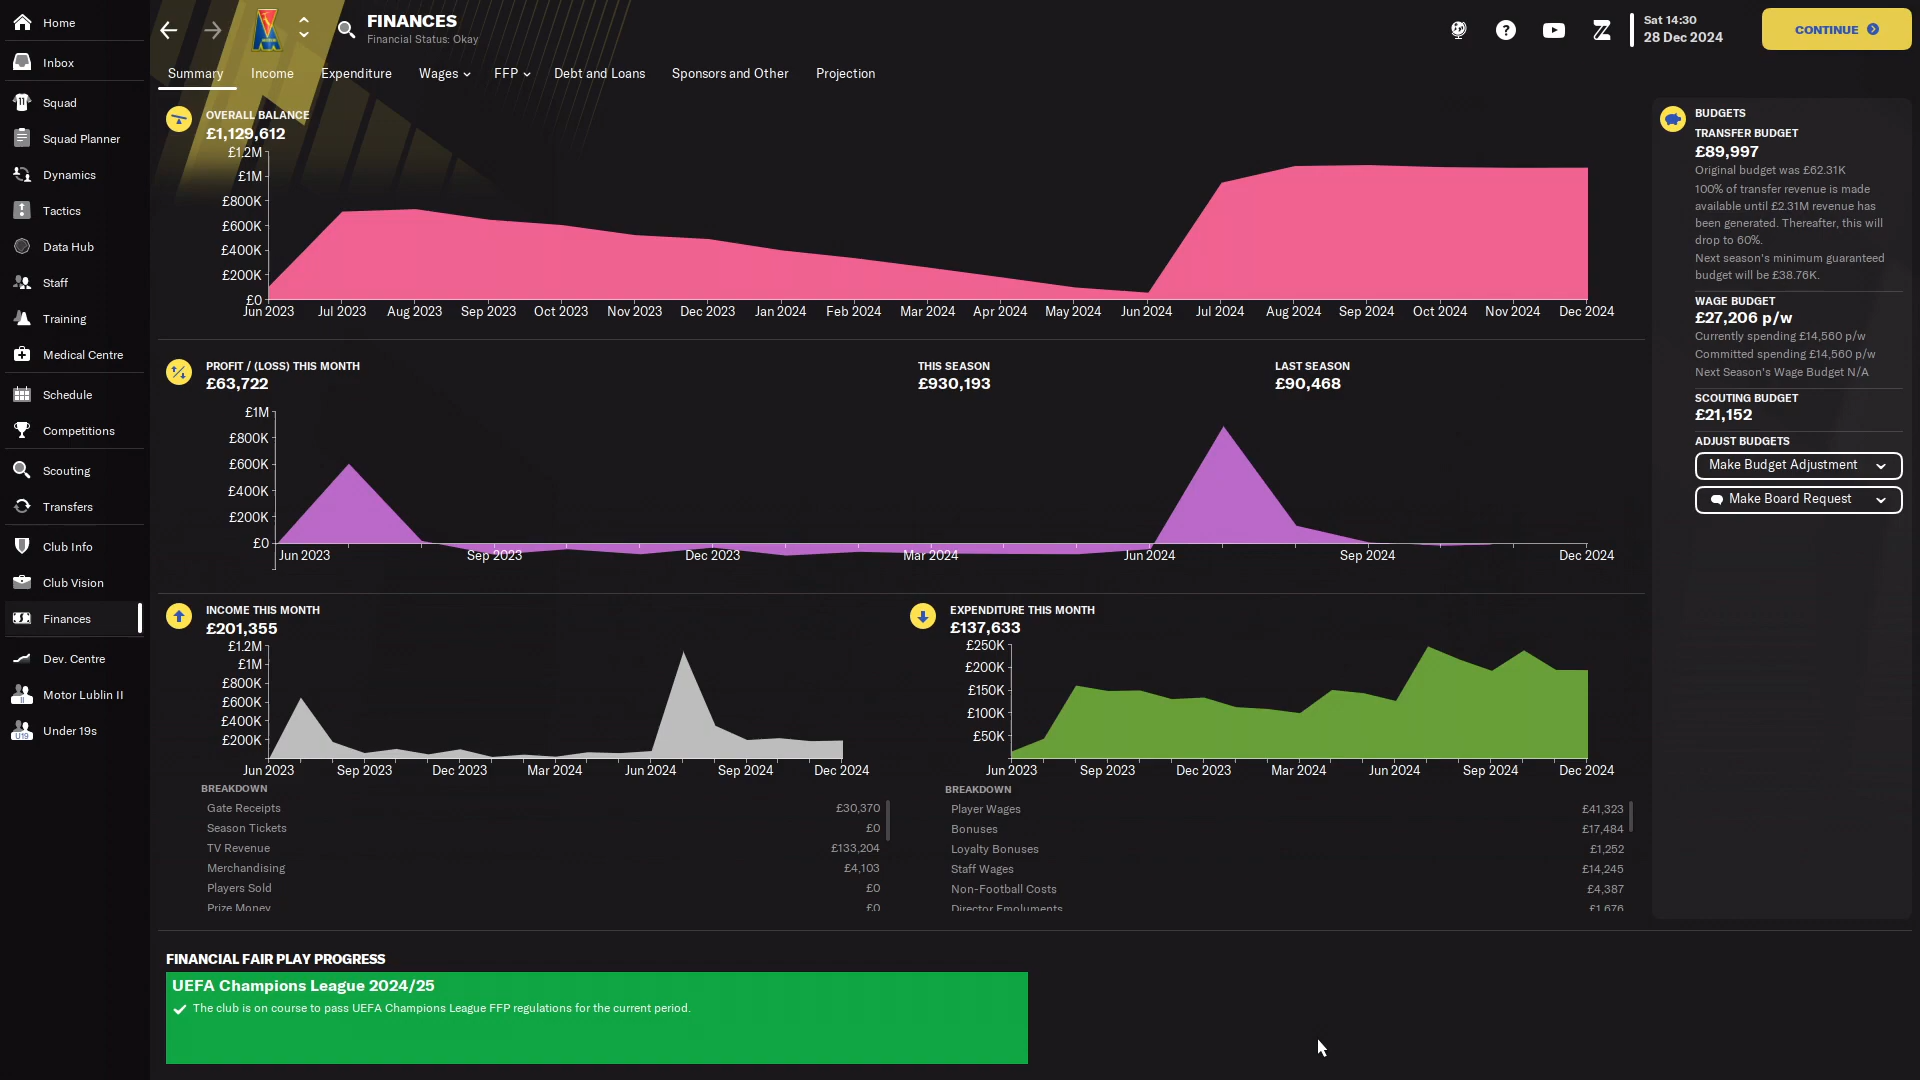 Home
Inbox
Squad
Squad Planner
Dynamics
Tactics
Data Hub
Staff
Training
Medical Centre
Schedule
Competitions
Scouting
Transfers
Club Info
Club Vision
Finances
Dev. Centre
Motor Lublin II
Under 19s
FINANCES
Financial Status: Okay
Sat 14:30
28 Dec 2024
CONTINUE
Summary Income Expenditure Wages FFP Debt and Loans Sponsors and Other Projection
OVERALL BALANCE
£1,129,612
£1.2M
£1M
£800K
£600K
£400K
£200K
£0
Jun 2023 Jul 2023 Aug 2023 Sep 2023 Oct 2023 Nov 2023 Dec 2023 Jan 2024 Feb 2024 Mar 2024 Apr 2024 May 2024 Jun 2024 Jul 2024 Aug 2024 Sep 2024 Oct 2024 Nov 2024 Dec 2024
PROFIT / (LOSS) THIS MONTH
£63,722
THIS SEASON
£930,193
LAST SEASON
£90,468
£1M
£800K
£600K
£400K
£200K
£0
Jun 2023 Sep 2023 Dec 2023 Mar 2024 Jun 2024 Sep 2024 Dec 2024
INCOME THIS MONTH
£201,355
£1.2M
£1M
£800K
£600K
£400K
£200K
Jun 2023 Sep 2023 Dec 2023 Mar 2024 Jun 2024 Sep 2024 Dec 2024
BREAKDOWN
Gate Receipts £30,370
Season Tickets £0
TV Revenue £133,204
Merchandising £4,103
Players Sold £0
Prize Money £0
EXPENDITURE THIS MONTH
£137,633
£250K
£200K
£150K
£100K
£50K
Jun 2023 Sep 2023 Dec 2023 Mar 2024 Jun 2024 Sep 2024 Dec 2024
BREAKDOWN
Player Wages £41,323
Bonuses £17,484
Loyalty Bonuses £1,252
Staff Wages £14,245
Non-Football Costs £4,387
Director Emoluments £1,676
BUDGETS
TRANSFER BUDGET
£89,997
Original budget was £62.31K
100% of transfer revenue is made
available until £2.31M revenue has
been generated. Thereafter, this will
drop to 60%.
Next season's minimum guaranteed
budget will be £38.76K.
WAGE BUDGET
£27,206 p/w
Currently spending £14,560 p/w
Committed spending £14,560 p/w
Next Season's Wage Budget N/A
SCOUTING BUDGET
£21,152
ADJUST BUDGETS
Make Budget Adjustment
Make Board Request
FINANCIAL FAIR PLAY PROGRESS
UEFA Champions League 2024/25
The club is on course to pass UEFA Champions League FFP regulations for the current period.